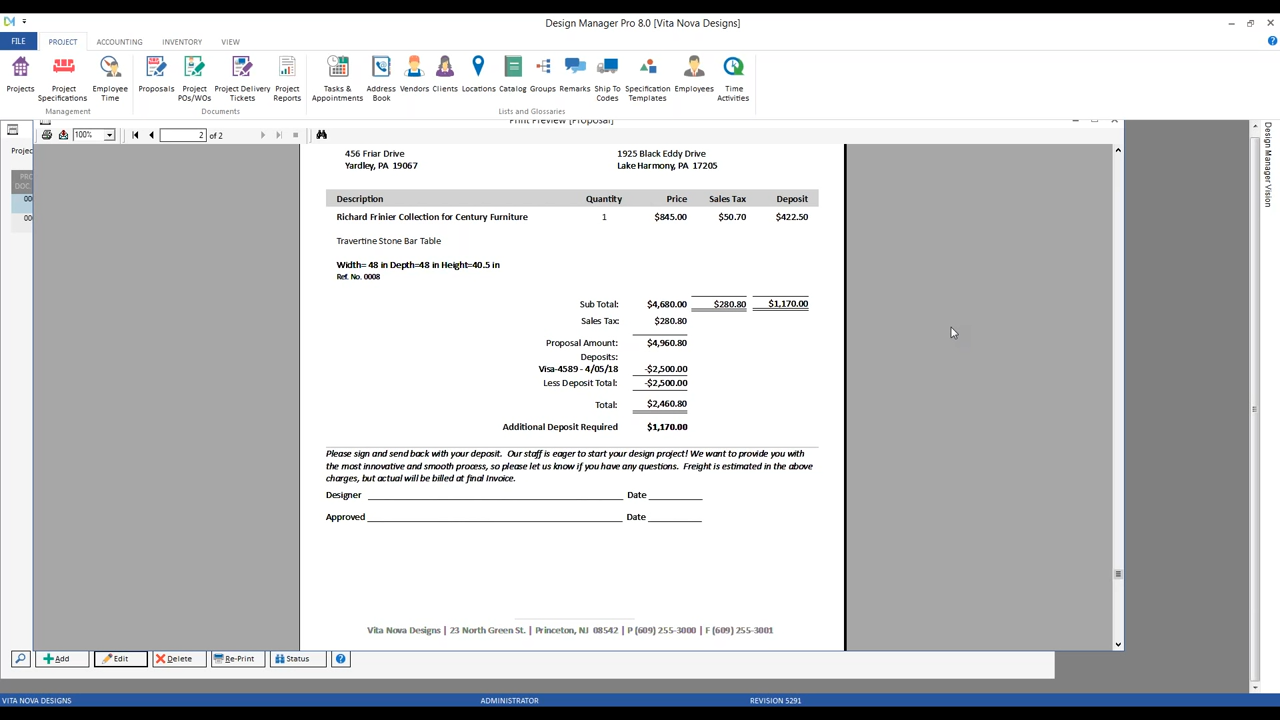 Design Manager Pro 8.0 [Vita Nova Designs]
FILE PROJECT ACCOUNTING INVENTORY VIEW
Projects Project Specifications Employee Time Proposals Project POs/WOs Project Delivery Tickets Project Reports Tasks & Appointments Address Book Vendors Clients Locations Catalog Groups Remarks Ship To Codes Specification Templates Employees Time Activities
Management Documents Lists and Glossaries
Print Preview [Proposal]
100% 2 of 2
Projec
PRO
DOC.
00
00
Design Manager Vision
456 Friar Drive 1925 Black Eddy Drive
Yardley, PA 19067 Lake Harmony, PA 17205
Description Quantity Price Sales Tax Deposit
Richard Frinier Collection for Century Furniture 1 $845.00 $50.70 $422.50
Travertine Stone Bar Table
Width= 48 in Depth=48 in Height=40.5 in
Ref. No. 0008
Sub Total: $4,680.00 $280.80 $1,170.00
Sales Tax: $280.80
Proposal Amount: $4,960.80
Deposits:
Visa-4589 - 4/05/18 -$2,500.00
Less Deposit Total: -$2,500.00
Total: $2,460.80
Additional Deposit Required $1,170.00
Please sign and send back with your deposit. Our staff is eager to start your design project! We want to provide you with
the most innovative and smooth process, so please let us know if you have any questions. Freight is estimated in the above
charges, but actual will be billed at final Invoice.
Designer Date
Approved Date
Vita Nova Designs | 23 North Green St. | Princeton, NJ 08542 | P (609) 255-3000 | F (609) 255-3001
Add Edit Delete Re-Print Status
VITA NOVA DESIGNS ADMINISTRATOR REVISION 5291